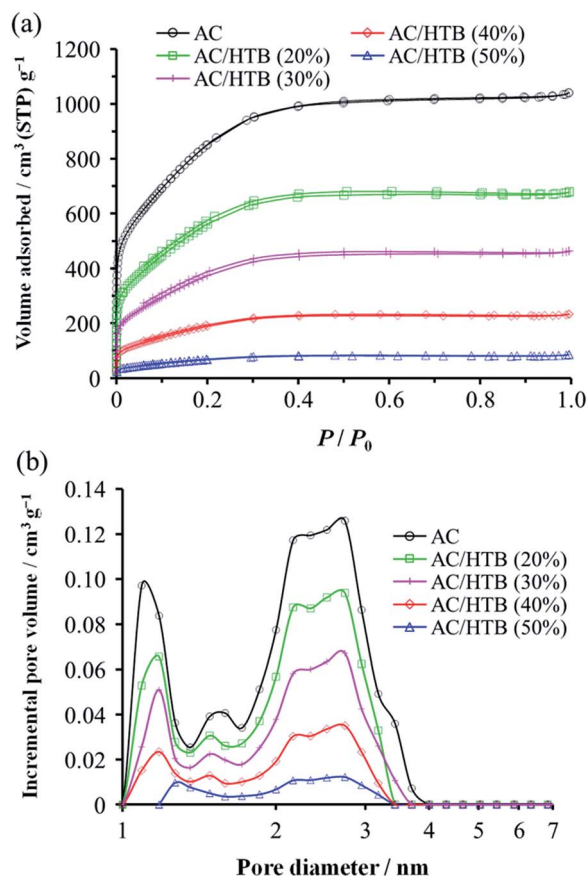 (a)
AC
AC/HTB (20%)
AC/HTB (30%)
AC/HTB (40%)
AC/HTB (50%)
Volume adsorbed / cm³ (STP) g⁻¹
1200
1000
800
600
400
200
0
0 0.2 0.4 0.6 0.8 1.0
P / P₀
(b)
Incremental pore volume / cm³ g⁻¹
0.14
0.12
0.10
0.08
0.06
0.04
0.02
0
AC
AC/HTB (20%)
AC/HTB (30%)
AC/HTB (40%)
AC/HTB (50%)
1 2 3 4 5 6 7
Pore diameter / nm